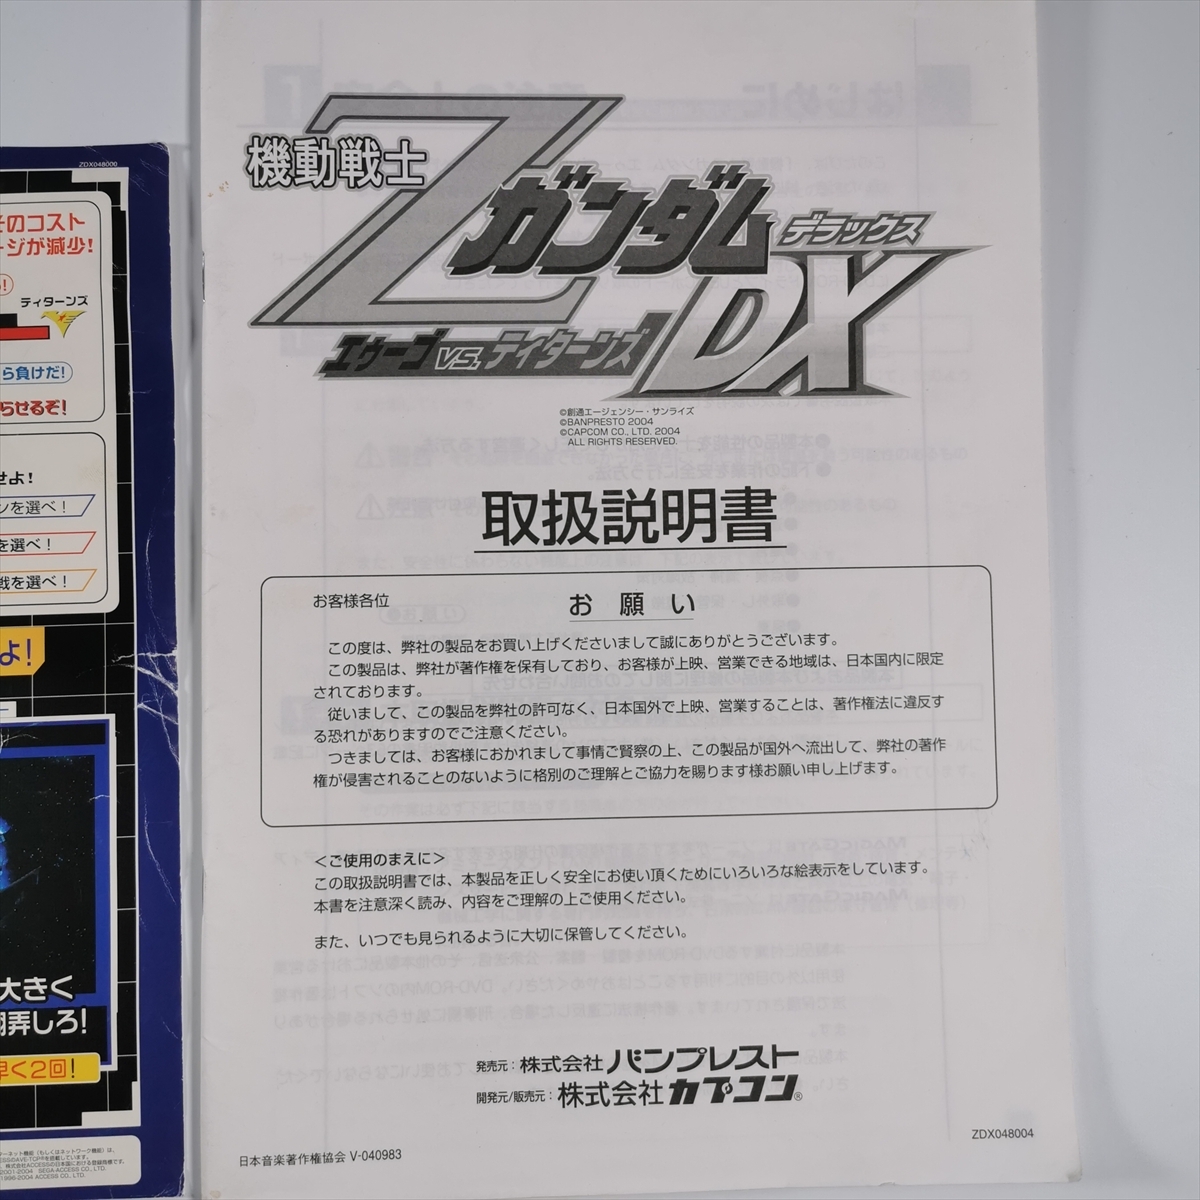 ZDX048000
そのコスト
ージが減少!
ティターンズ
ら負けだ!
らせるぞ!
せよ!
ンを選べ!
を選べ!
戦を選べ!
よ!
大きく
翻弄しろ!
早く2回!
機動戦士
Zガンダム
デラックス
DX
エゥーゴ VS. ティターンズ
©創通エージェンシー・サンライズ
©BANPRESTO 2004
©CAPCOM CO., LTD. 2004
ALL RIGHTS RESERVED.
取扱説明書
お客様各位
お願い
この度は、弊社の製品をお買い上げくださいまして誠にありがとうございます。
この製品は、弊社が著作権を保有しており、お客様が上映、営業できる地域は、日本国内に限定
されております。
従いまして、この製品を弊社の許可なく、日本国外で上映、営業することは、著作権法に違反す
る恐れがありますのでご注意ください。
つきましては、お客様におかれまして事情ご賢察の上、この製品が国外へ流出して、弊社の著作
権が侵害されることのないように格別のご理解とご協力を賜ります様お願い申し上げます。
<ご使用のまえに>
この取扱説明書では、本製品を正しく安全にお使い頂くためにいろいろな絵表示をしています。
本書を注意深く読み、内容をご理解の上ご使用ください。
また、いつでも見られるように大切に保管してください。
発売元:株式会社バンプレスト
開発元/販売元:株式会社カプコン®
ZDX048004
日本音楽著作権協会 V-040983